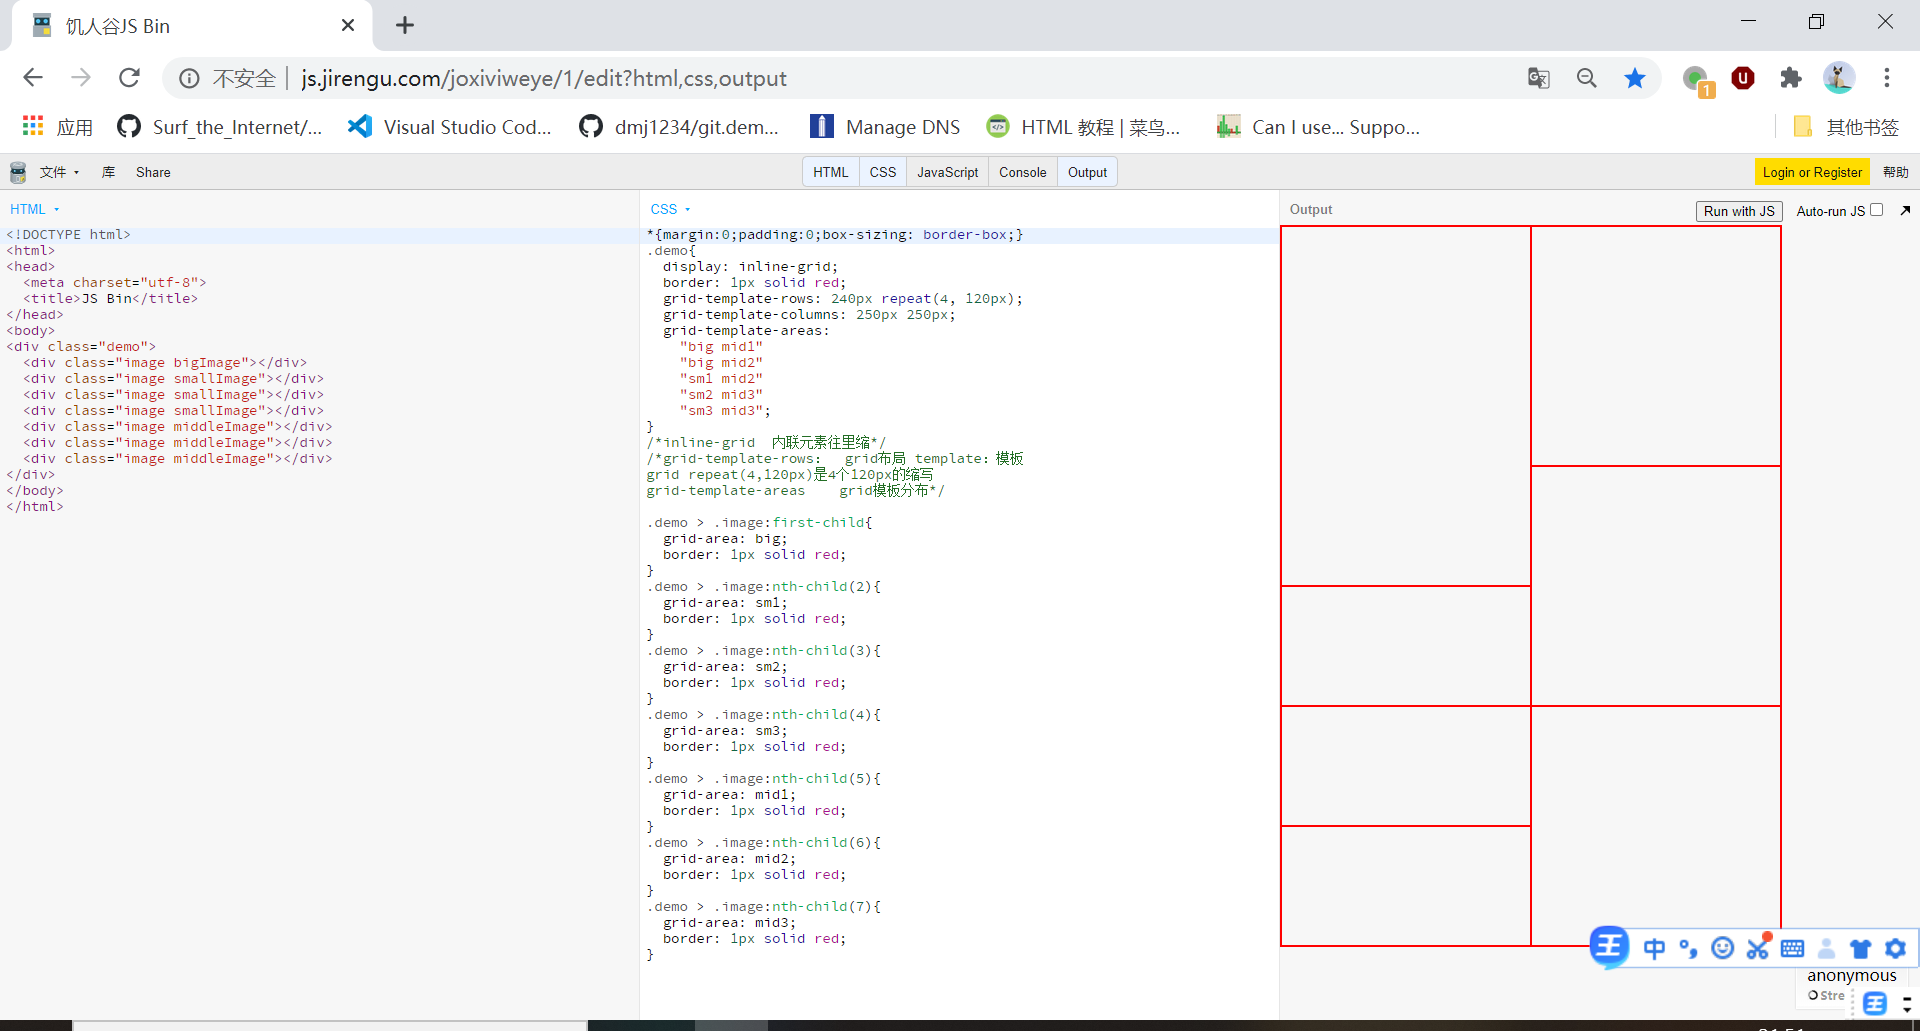 饥人谷JS Bin
不安全
js.jirengu.com/joxiviweye/1/edit?html,css,output
1
应用
Surf_the_Internet/...
Visual Studio Cod...
dmj1234/git.dem...
Manage DNS
HTML 教程 | 菜鸟...
Can I use... Suppo...
其他书签
文件
库
Share
HTML
CSS
JavaScript
Console
Output
Login or Register
帮助
HTML
<!DOCTYPE html>
<html>
<head>
  <meta charset="utf-8">
  <title>JS Bin</title>
</head>
<body>
<div class="demo">
  <div class="image bigImage"></div>
  <div class="image smallImage"></div>
  <div class="image smallImage"></div>
  <div class="image smallImage"></div>
  <div class="image middleImage"></div>
  <div class="image middleImage"></div>
  <div class="image middleImage"></div>
</div>
</body>
</html>
CSS
*{margin:0;padding:0;box-sizing: border-box;}
.demo{
  display: inline-grid;
  border: 1px solid red;
  grid-template-rows: 240px repeat(4, 120px);
  grid-template-columns: 250px 250px;
  grid-template-areas:
    "big mid1"
    "big mid2"
    "sm1 mid2"
    "sm2 mid3"
    "sm3 mid3";
}
/*inline-grid  内联元素往里缩*/
/*grid-template-rows:  grid布局 template: 模板
grid repeat(4,120px)是4个120px的缩写
grid-template-areas    grid模板分布*/
.demo > .image:first-child{
  grid-area: big;
  border: 1px solid red;
}
.demo > .image:nth-child(2){
  grid-area: sm1;
  border: 1px solid red;
}
.demo > .image:nth-child(3){
  grid-area: sm2;
  border: 1px solid red;
}
.demo > .image:nth-child(4){
  grid-area: sm3;
  border: 1px solid red;
}
.demo > .image:nth-child(5){
  grid-area: mid1;
  border: 1px solid red;
}
.demo > .image:nth-child(6){
  grid-area: mid2;
  border: 1px solid red;
}
.demo > .image:nth-child(7){
  grid-area: mid3;
  border: 1px solid red;
}
Output
Run with JS
Auto-run JS
王 中
anonymous
Stre
王